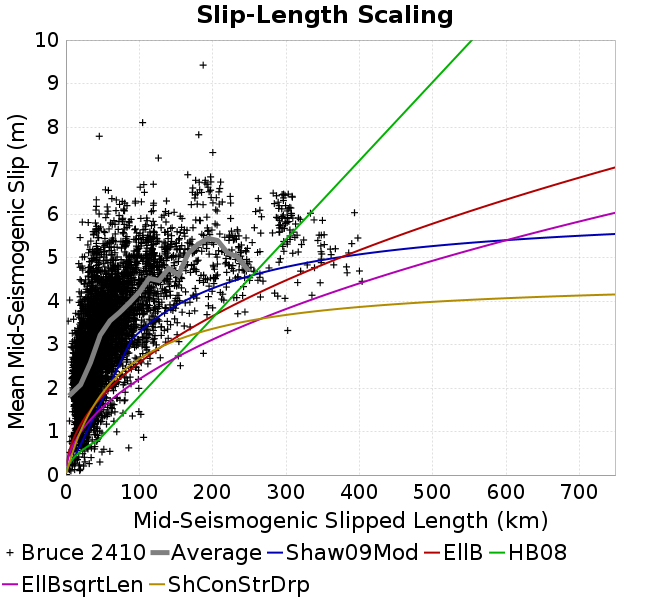 Slip-Length Scaling
Mean Mid-Seismogenic Slip (m)
10
9
8
7
6
5
4
3
2
1
0
0 100 200 300 400 500 600 700
Mid-Seismogenic Slipped Length (km)
Bruce 2410 Average Shaw09Mod EllB HB08
EllBsqrtLen ShConStrDrp